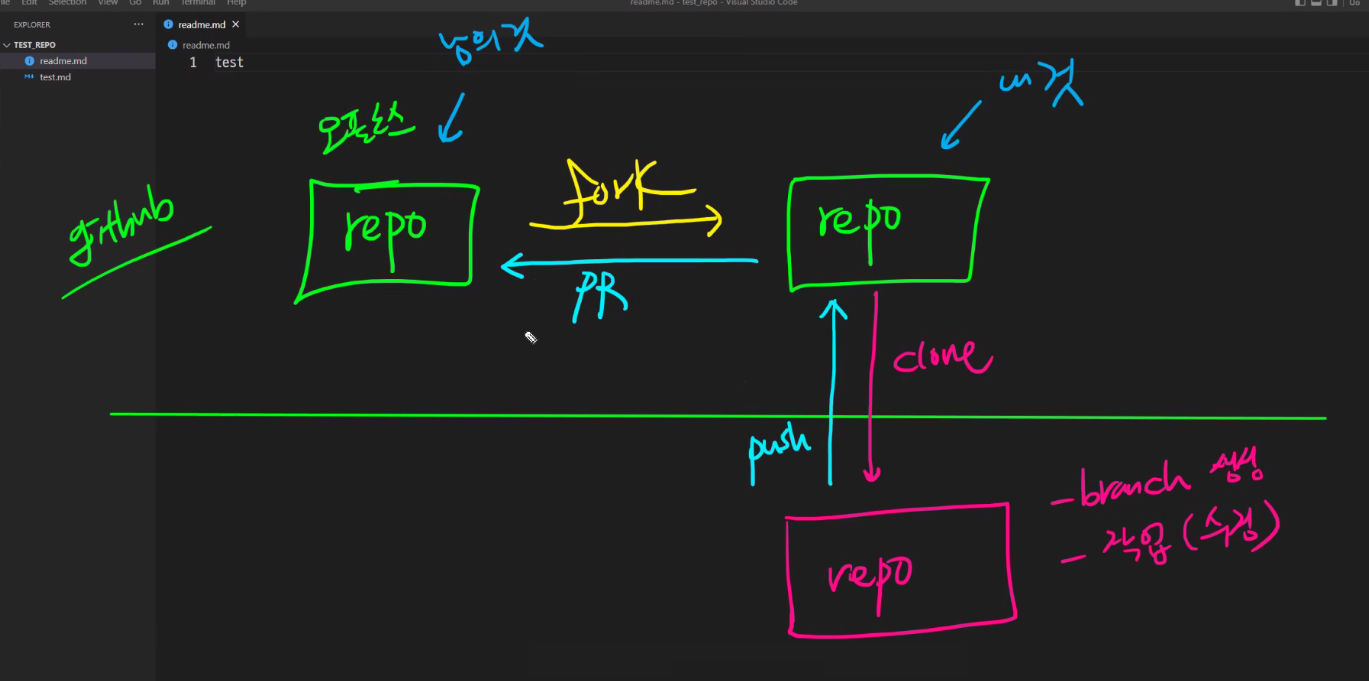 File Edit Selection View Go Run Terminal Help
readme.md - test_repo - Visual Studio Code
EXPLORER ...
TEST_REPO
readme.md
test.md
readme.md
readme.md
1 test
남의 것
내 것
오픈소스
github
repo
fork
repo
PR
clone
push
- branch 생성
- 작업 (수정)
repo